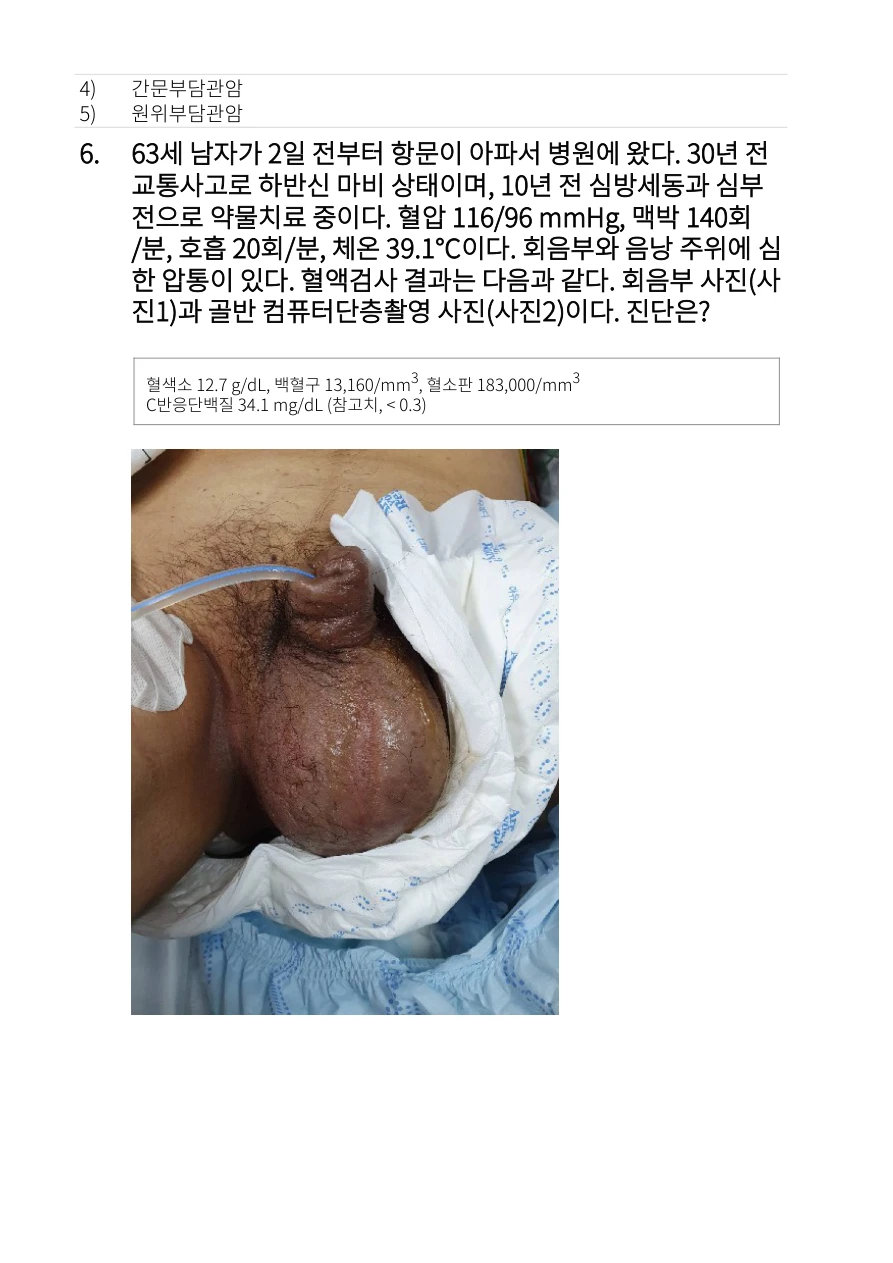 4) 간문부담관암
5) 원위부담관암
6. 63세 남자가 2일 전부터 항문이 아파서 병원에 왔다. 30년 전
교통사고로 하반신 마비 상태이며, 10년 전 심방세동과 심부
전으로 약물치료 중이다. 혈압 116/96 mmHg, 맥박 140회
/분, 호흡 20회/분, 체온 39.1℃이다. 회음부와 음낭 주위에 심
한 압통이 있다. 혈액검사 결과는 다음과 같다. 회음부 사진(사
진1)과 골반 컴퓨터단층촬영 사진(사진2)이다. 진단은?
혈색소 12.7 g/dL, 백혈구 13,160/mm³, 혈소판 183,000/mm³
C반응단백질 34.1 mg/dL (참고치, < 0.3)